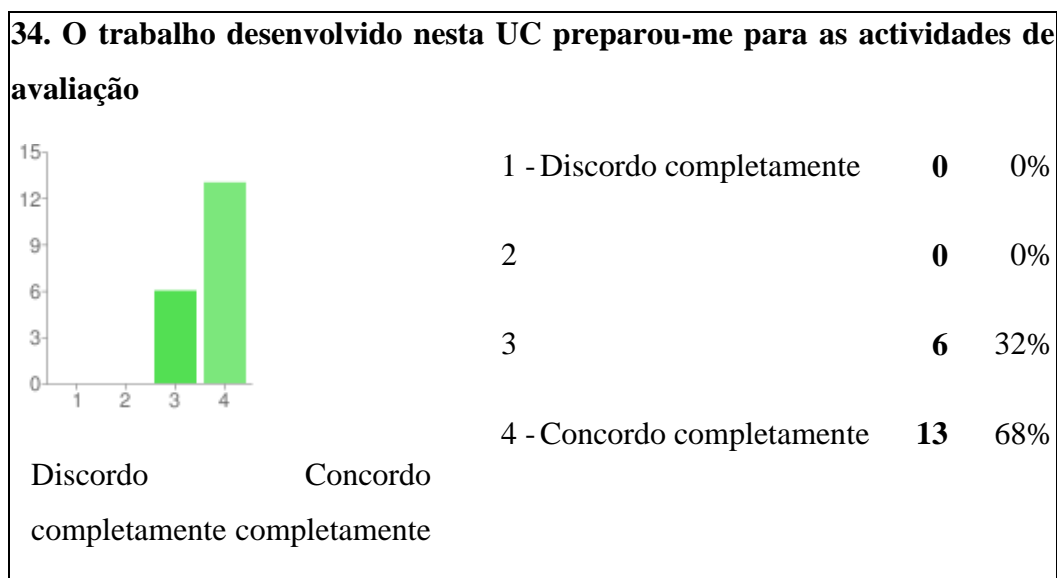 34. O trabalho desenvolvido nesta UC preparou-me para as actividades de
avaliação
15
12
9
6
3
0
1 2 3 4
Discordo Concordo
completamente completamente
1 - Discordo completamente 0 0%
2 0 0%
3 6 32%
4 - Concordo completamente 13 68%